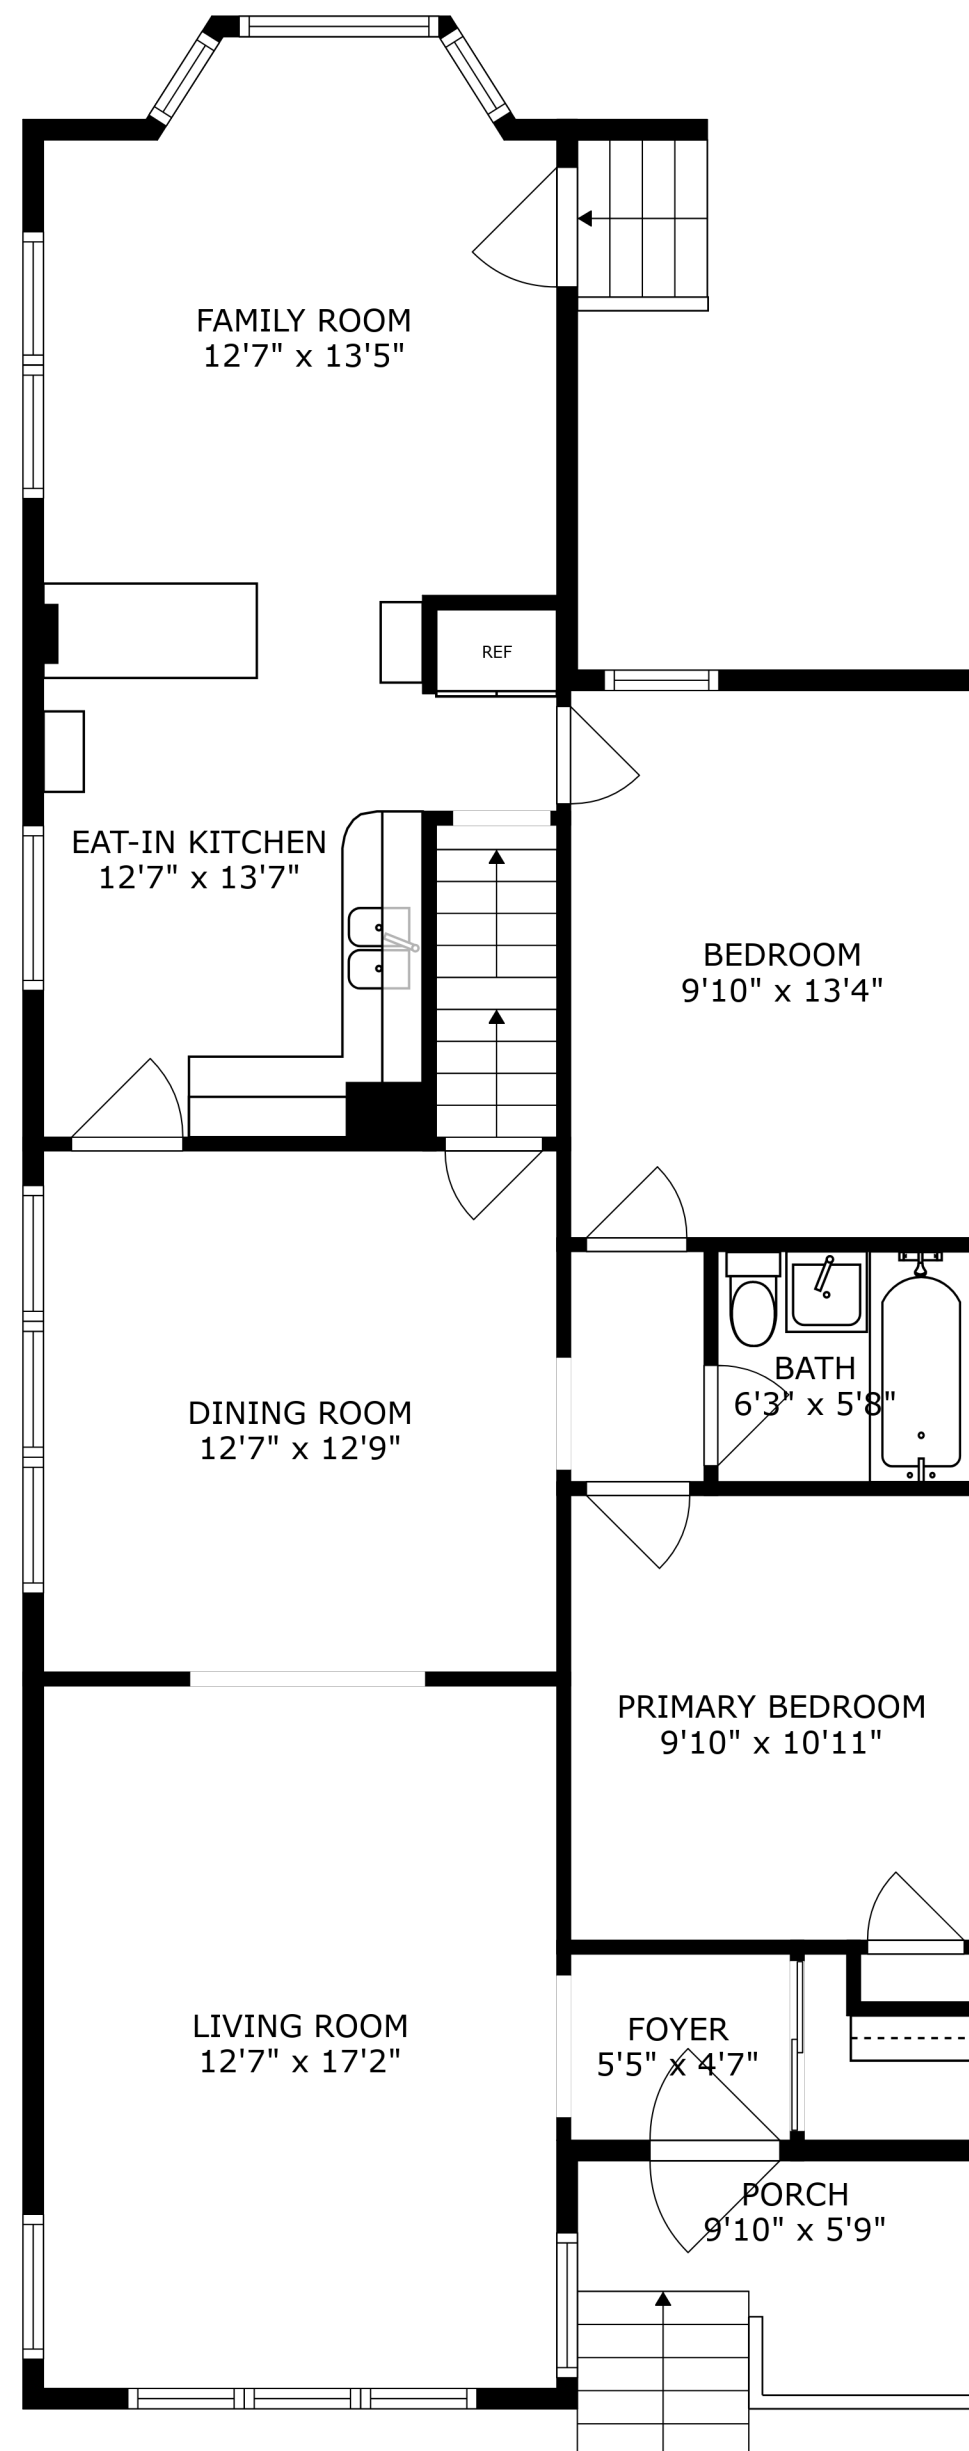 FAMILY ROOM
12'7" x 13'5"
REF
EAT-IN KITCHEN
12'7" x 13'7"
BEDROOM
9'10" x 13'4"
BATH
6'3" x 5'8"
DINING ROOM
12'7" x 12'9"
PRIMARY BEDROOM
9'10" x 10'11"
LIVING ROOM
12'7" x 17'2"
FOYER
5'5" x 4'7"
PORCH
9'10" x 5'9"